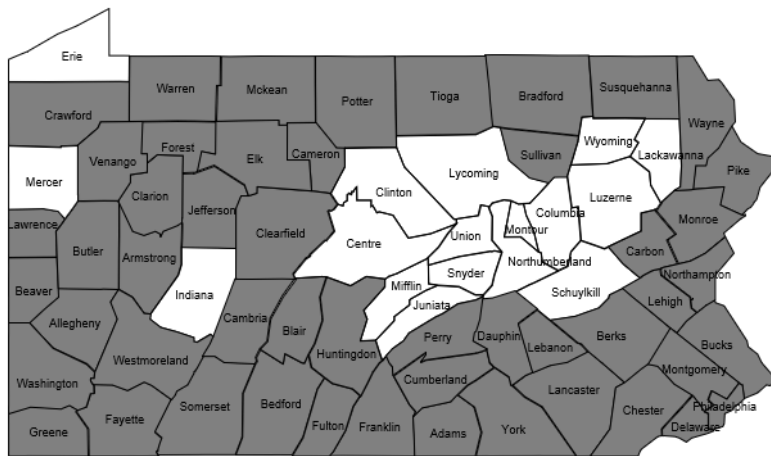 Erie
Warren
Mckean
Potter
Tioga
Bradford
Susquehanna
Crawford
Wayne
Venango
Forest
Elk
Cameron
Sullivan
Wyoming
Lackawanna
Mercer
Clarion
Jefferson
Clinton
Lycoming
Luzerne
Pike
Lawrence
Butler
Armstrong
Clearfield
Centre
Union
Montour
Columbia
Monroe
Beaver
Indiana
Mifflin
Snyder
Northumberland
Carbon
Allegheny
Cambria
Blair
Juniata
Schuylkill
Northampton
Lehigh
Westmoreland
Huntingdon
Perry
Dauphin
Lebanon
Berks
Bucks
Washington
Cumberland
Lancaster
Montgomery
Greene
Fayette
Somerset
Bedford
Fulton
Franklin
Adams
York
Chester
Delaware
Philadelphia